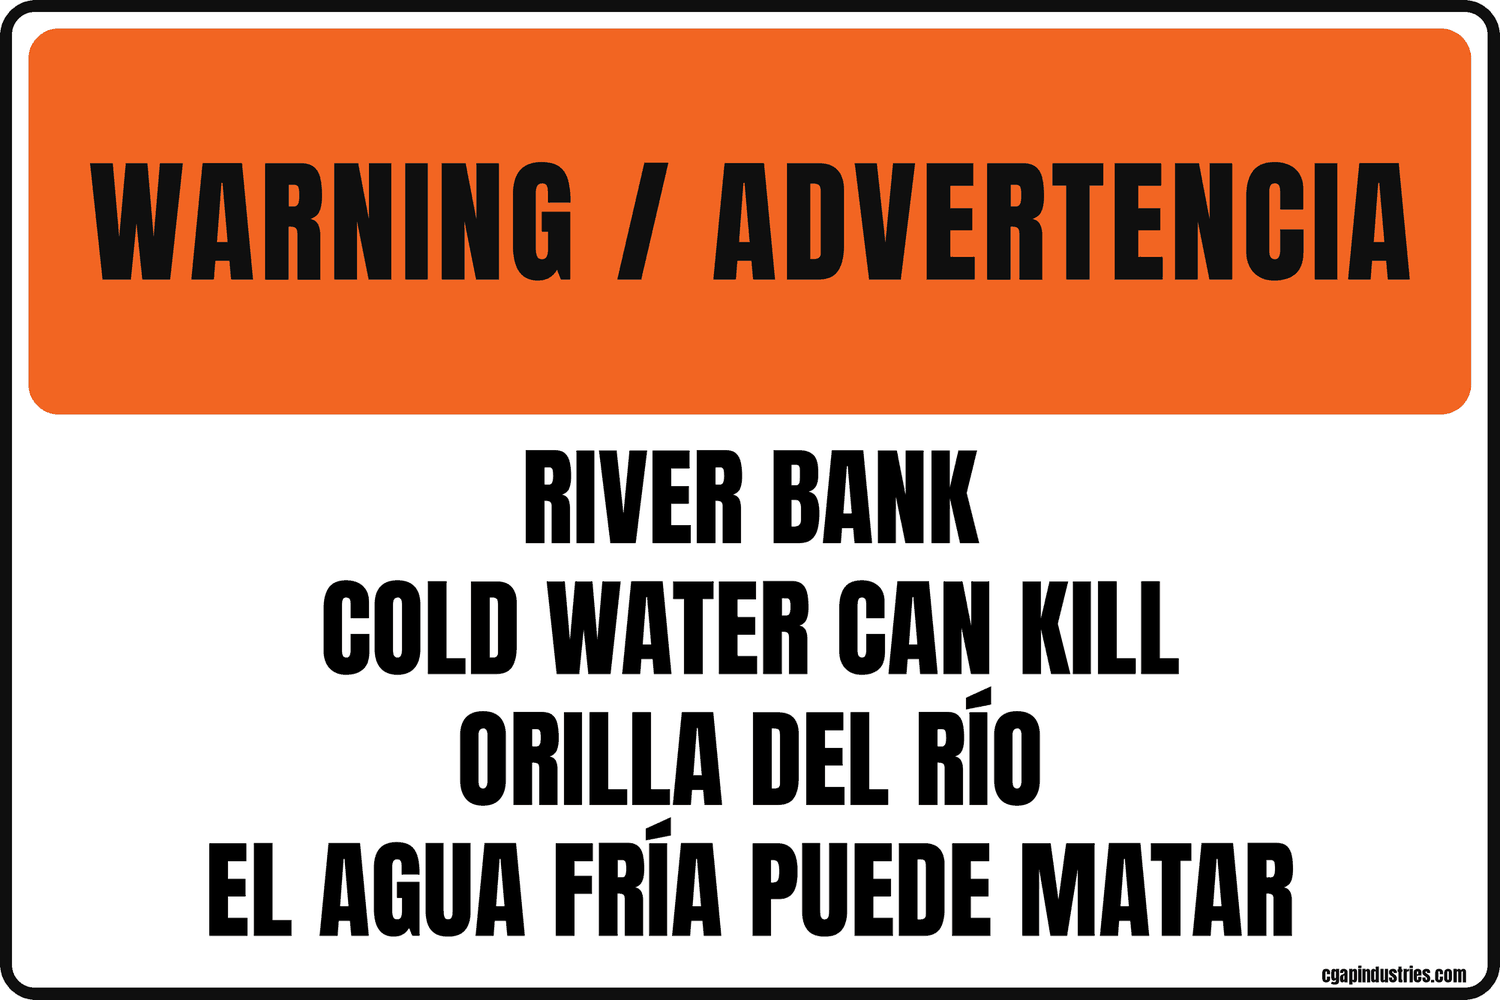 WARNING / ADVERTENCIA
RIVER BANK
COLD WATER CAN KILL
ORILLA DEL RÍO
EL AGUA FRÍA PUEDE MATAR
cgapindustries.com